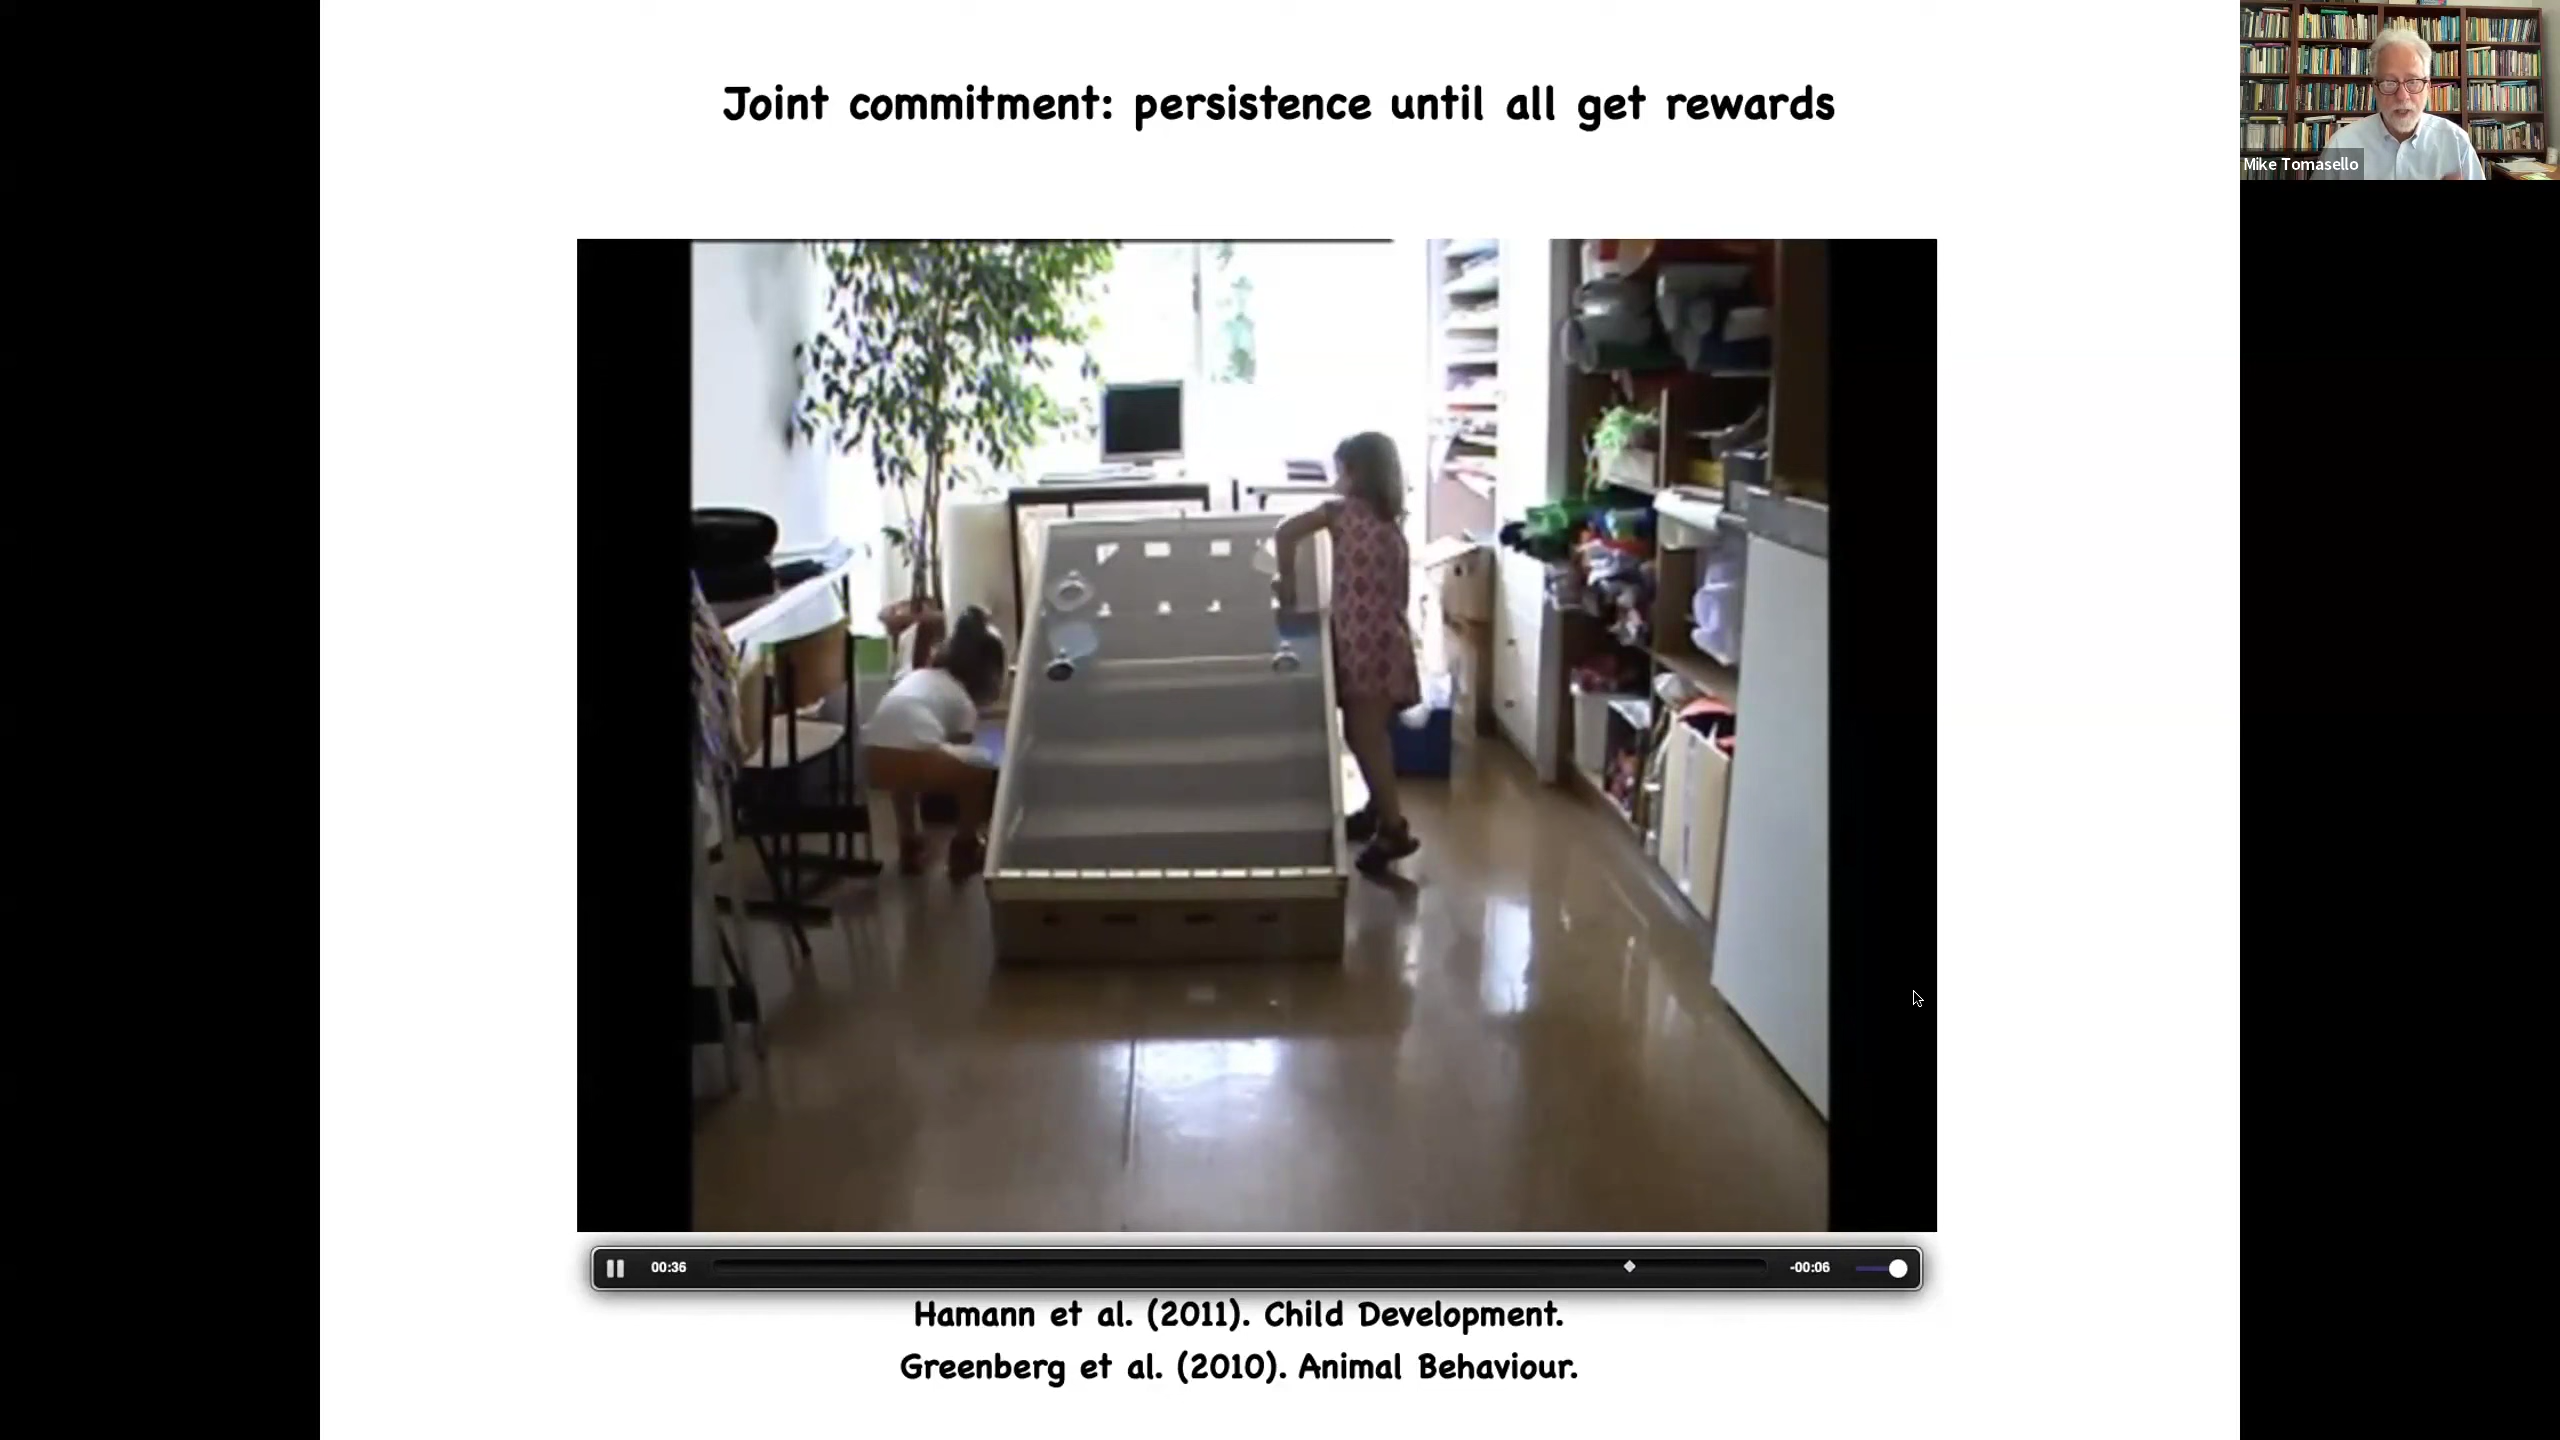 Joint commitment: persistence until all get rewards
Mike Tomasello
00:36
-00:06
Hamann et al. (2011). Child Development.
Greenberg et al. (2010). Animal Behaviour.